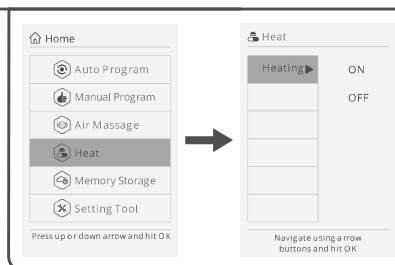 Home
Auto Program
Manual Program
Air Massage
Heat
Memory Storage
Setting Tool
Press up or down arrow and hit OK
Heat
Heating
ON
OFF
Navigate using arrow
buttons and hit OK